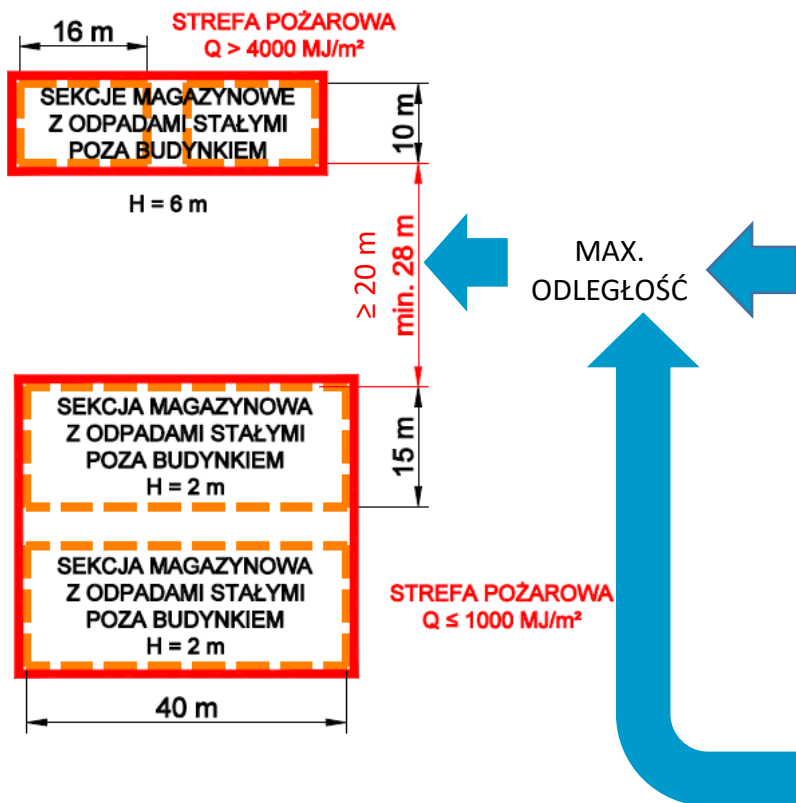 16 m
STREFA POŻAROWA
Q > 4000 MJ/m²
SEKCJE MAGAZYNOWE
Z ODPADAMI STAŁYMI
POZA BUDYNKIEM
10 m
H = 6 m
≥ 20 m
min. 28 m
MAX.
ODLEGŁOŚĆ
SEKCJA MAGAZYNOWA
Z ODPADAMI STAŁYMI
POZA BUDYNKIEM
H = 2 m
15 m
SEKCJA MAGAZYNOWA
Z ODPADAMI STAŁYMI
POZA BUDYNKIEM
H = 2 m
STREFA POŻAROWA
Q ≤ 1000 MJ/m²
40 m